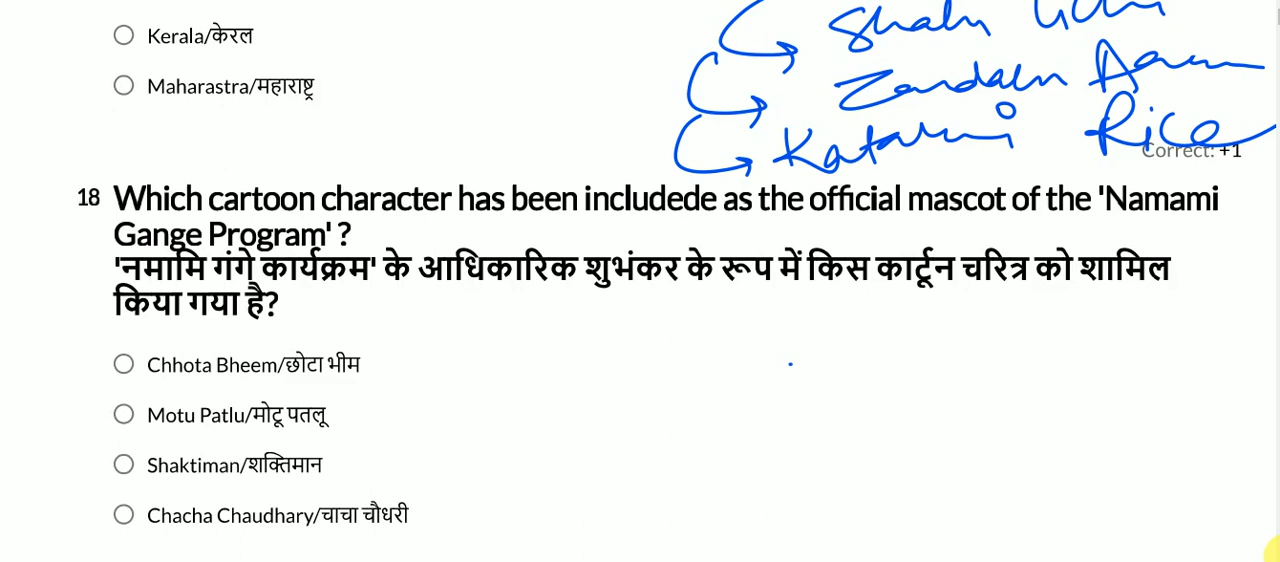 Shahi
Kerala/केरल
Zardalu
Maharastra/महाराष्ट्र
Katarni Rice
Correct: +1
18 Which cartoon character has been includede as the official mascot of the 'Namami
Gange Program' ?
'नमामि गंगे कार्यक्रम' के आधिकारिक शुभंकर के रूप में किस कार्टून चरित्र को शामिल
किया गया है?
Chhota Bheem/छोटा भीम
Motu Patlu/मोटू पतलू
Shaktiman/शक्तिमान
Chacha Chaudhary/चाचा चौधरी